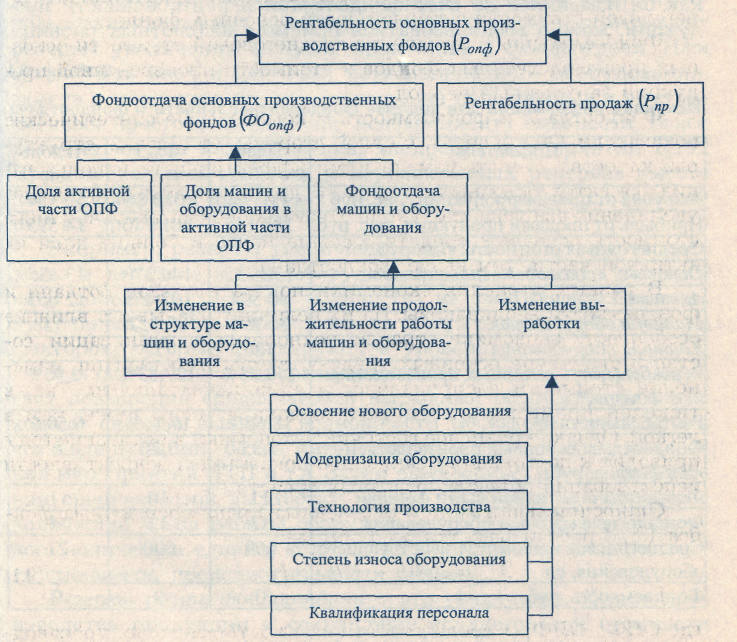 Рентабельность основных произ-
водственных фондов (Pопф)
Фондоотдача основных производственных
фондов (ФОопф)
Рентабельность продаж (Pпр)
Доля активной
части ОПФ
Доля машин и
оборудования в
активной части
ОПФ
Фондоотдача
машин и обору-
дования
Изменение в
структуре ма-
шин и оборудо-
вания
Изменение продол-
жительности работы
машин и оборудова-
ния
Изменение вы-
работки
Освоение нового оборудования
Модернизация оборудования
Технология производства
Степень износа оборудования
Квалификация персонала